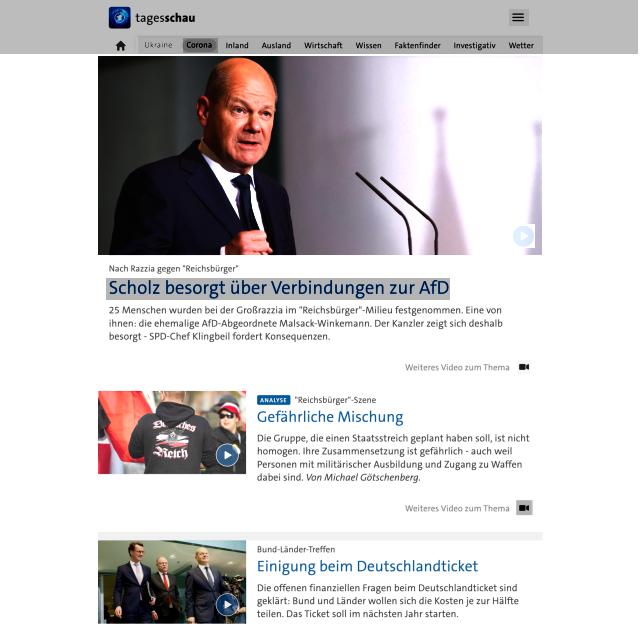 tagesschau
Ukraine Corona Inland Ausland Wirtschaft Wissen Faktenfinder Investigativ Wetter
Nach Razzia gegen "Reichsbürger"
Scholz besorgt über Verbindungen zur AfD
25 Menschen wurden bei der Großrazzia im "Reichsbürger"-Milieu festgenommen. Eine von
ihnen: die ehemalige AfD-Abgeordnete Malsack-Winkemann. Der Kanzler zeigt sich deshalb
besorgt - SPD-Chef Klingbeil fordert Konsequenzen.
Weiteres Video zum Thema
Deutsches
Reich
ANALYSE "Reichsbürger"-Szene
Gefährliche Mischung
Die Gruppe, die einen Staatsstreich geplant haben soll, ist nicht
homogen. Ihre Zusammensetzung ist gefährlich - auch weil
Personen mit militärischer Ausbildung und Zugang zu Waffen
dabei sind. Von Michael Götschenberg.
Weiteres Video zum Thema
Bund-Länder-Treffen
Einigung beim Deutschlandticket
Die offenen finanziellen Fragen beim Deutschlandticket sind
geklärt: Bund und Länder wollen sich die Kosten je zur Hälfte
teilen. Das Ticket soll im nächsten Jahr starten.